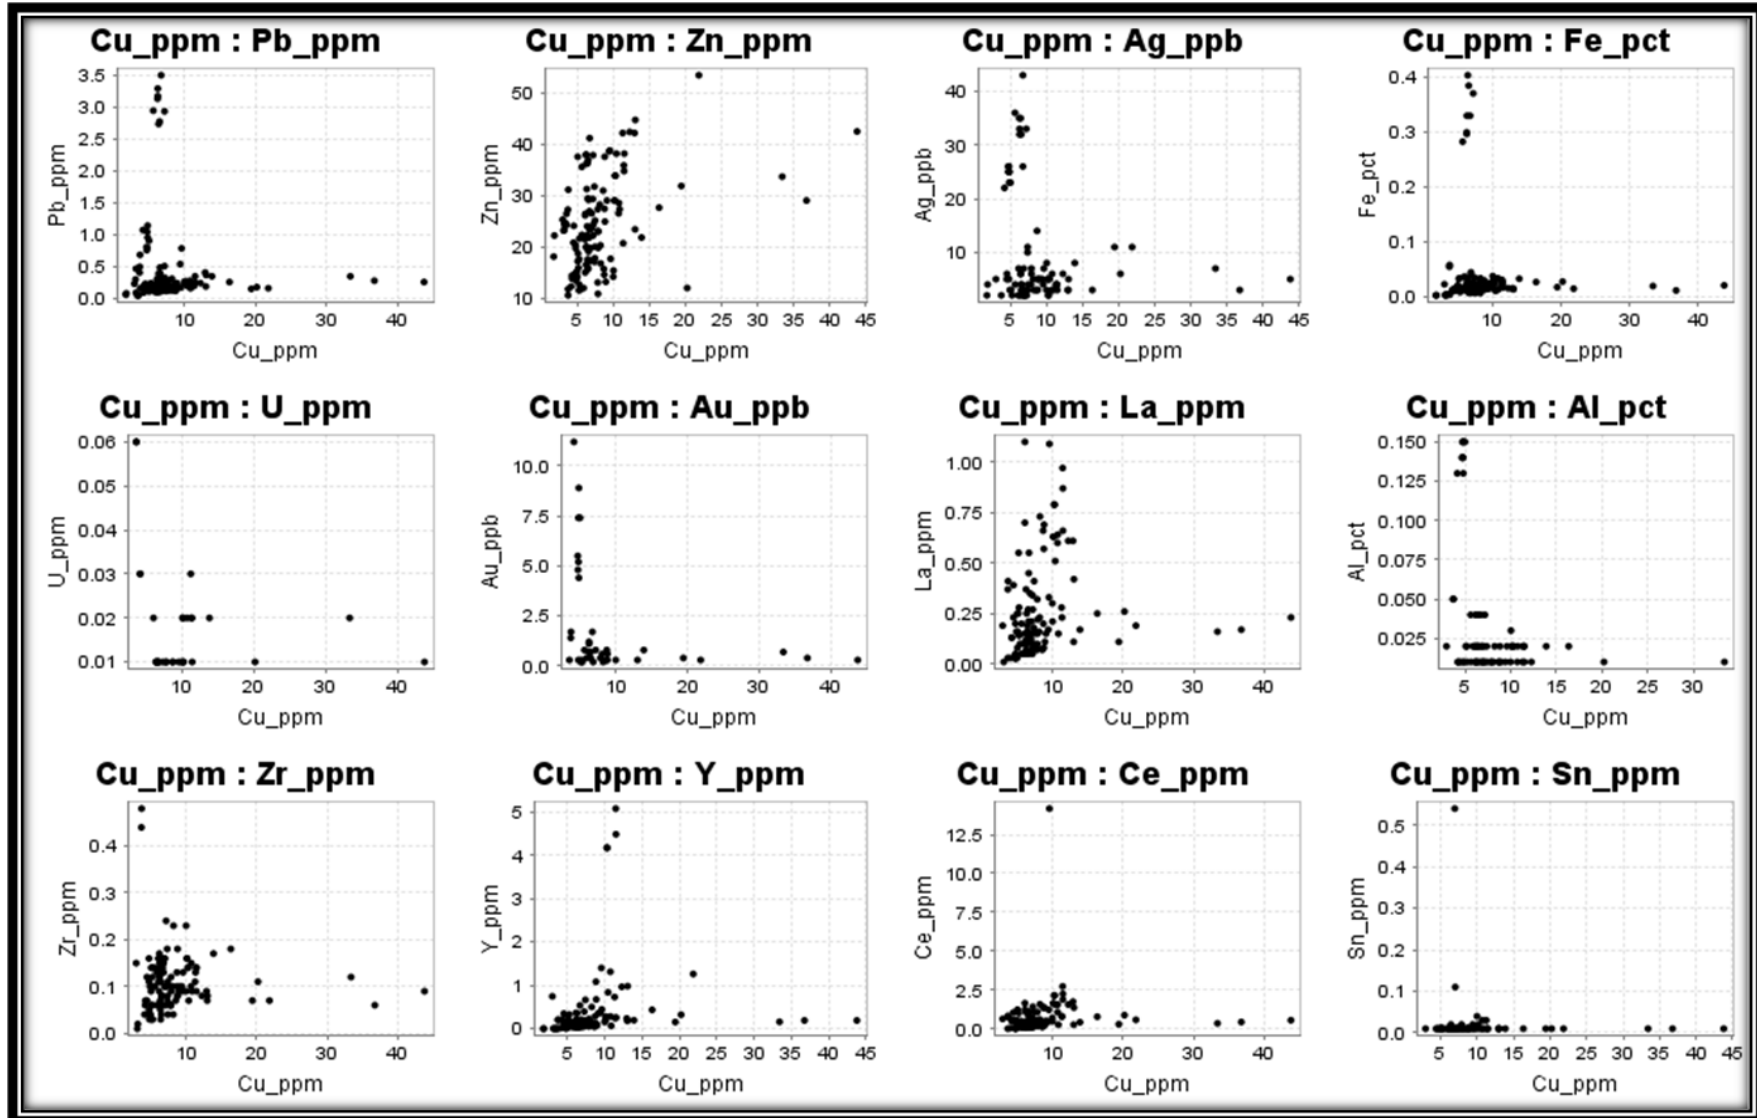 Cu_ppm : Pb_ppm
3.5
3.0
2.5
2.0
1.5
1.0
0.5
0.0
Pb_ppm
10 20 30 40
Cu_ppm
Cu_ppm : Zn_ppm
50
40
30
20
10
Zn_ppm
5 10 15 20 25 30 35 40 45
Cu_ppm
Cu_ppm : Ag_ppb
40
30
20
10
Ag_ppb
5 10 15 20 25 30 35 40 45
Cu_ppm
Cu_ppm : Fe_pct
0.4
0.3
0.2
0.1
0.0
Fe_pct
10 20 30 40
Cu_ppm
Cu_ppm : U_ppm
0.06
0.05
0.04
0.03
0.02
0.01
U_ppm
10 20 30 40
Cu_ppm
Cu_ppm : Au_ppb
10.0
7.5
5.0
2.5
0.0
Au_ppb
10 20 30 40
Cu_ppm
Cu_ppm : La_ppm
1.00
0.75
0.50
0.25
0.00
La_ppm
10 20 30 40
Cu_ppm
Cu_ppm : Al_pct
0.150
0.125
0.100
0.075
0.050
0.025
Al_pct
5 10 15 20 25 30
Cu_ppm
Cu_ppm : Zr_ppm
0.4
0.3
0.2
0.1
0.0
Zr_ppm
10 20 30 40
Cu_ppm
Cu_ppm : Y_ppm
5
4
3
2
1
0
Y_ppm
5 10 15 20 25 30 35 40 45
Cu_ppm
Cu_ppm : Ce_ppm
12.5
10.0
7.5
5.0
2.5
0.0
Ce_ppm
10 20 30 40
Cu_ppm
Cu_ppm : Sn_ppm
0.5
0.4
0.3
0.2
0.1
0.0
Sn_ppm
5 10 15 20 25 30 35 40 45
Cu_ppm